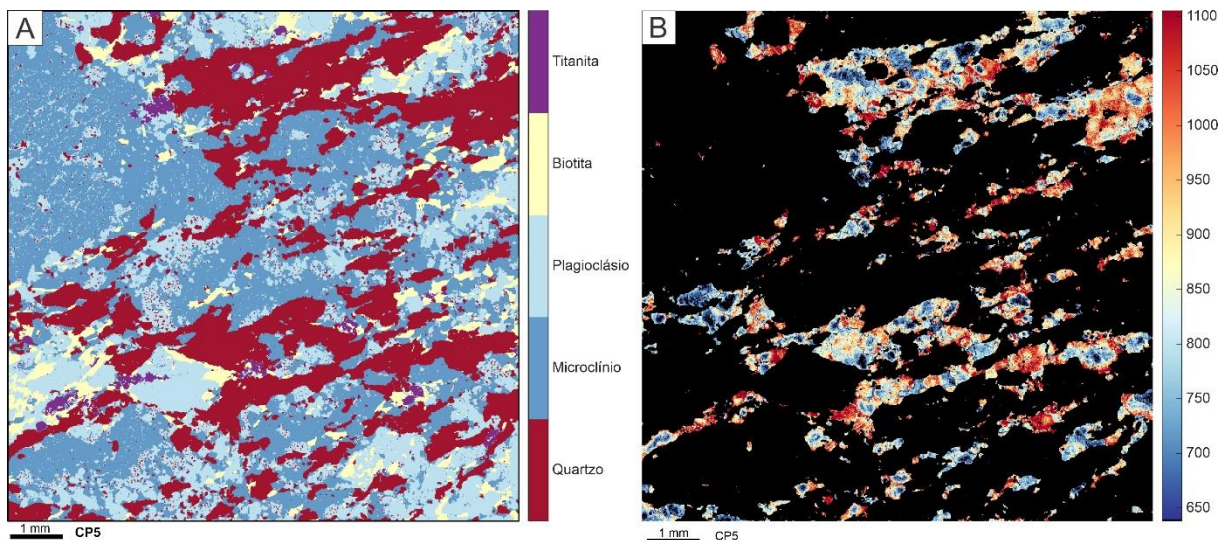 A
Titanita
Biotita
Plagioclásio
Microclínio
Quartzo
1 mm CP5
B
1100
1050
1000
950
900
850
800
750
700
650
1 mm CP5